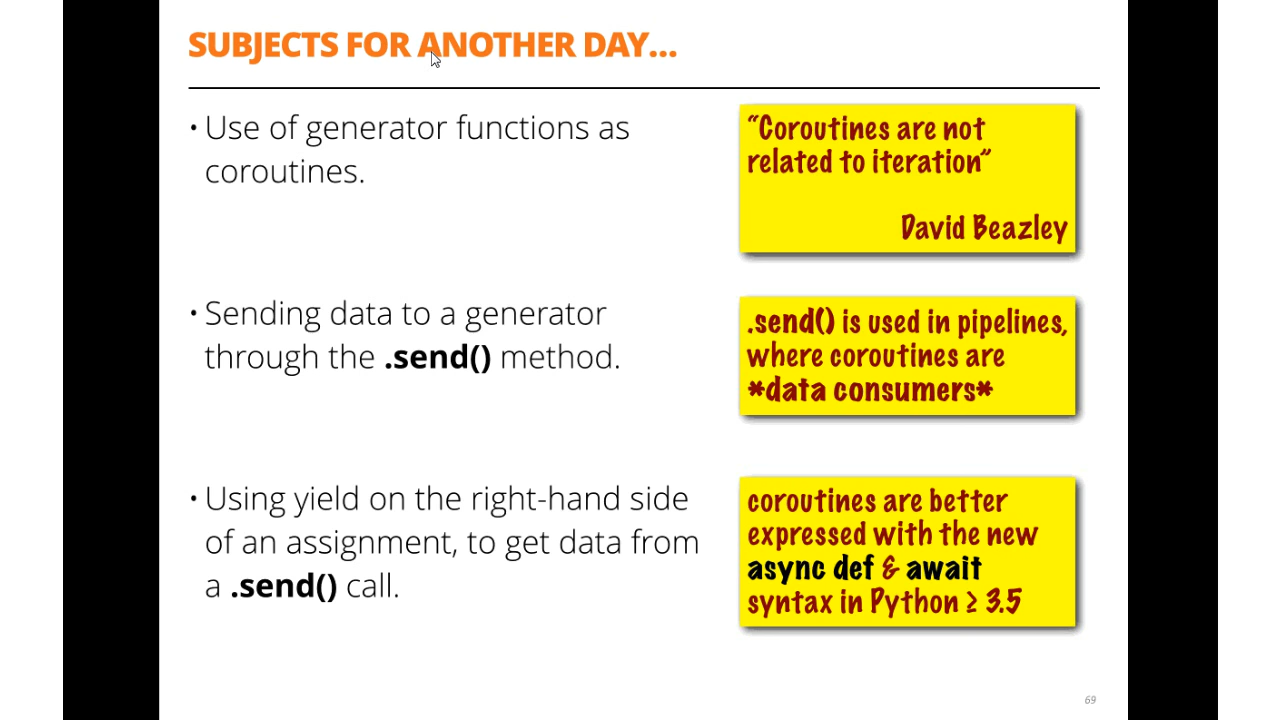 SUBJECTS FOR ANOTHER DAY...
• Use of generator functions as
coroutines.
“Coroutines are not
related to iteration”
David Beazley
• Sending data to a generator
through the .send() method.
.send() is used in pipelines,
where coroutines are
*data consumers*
• Using yield on the right-hand side
of an assignment, to get data from
a .send() call.
coroutines are better
expressed with the new
async def & await
syntax in Python ≥ 3.5
69